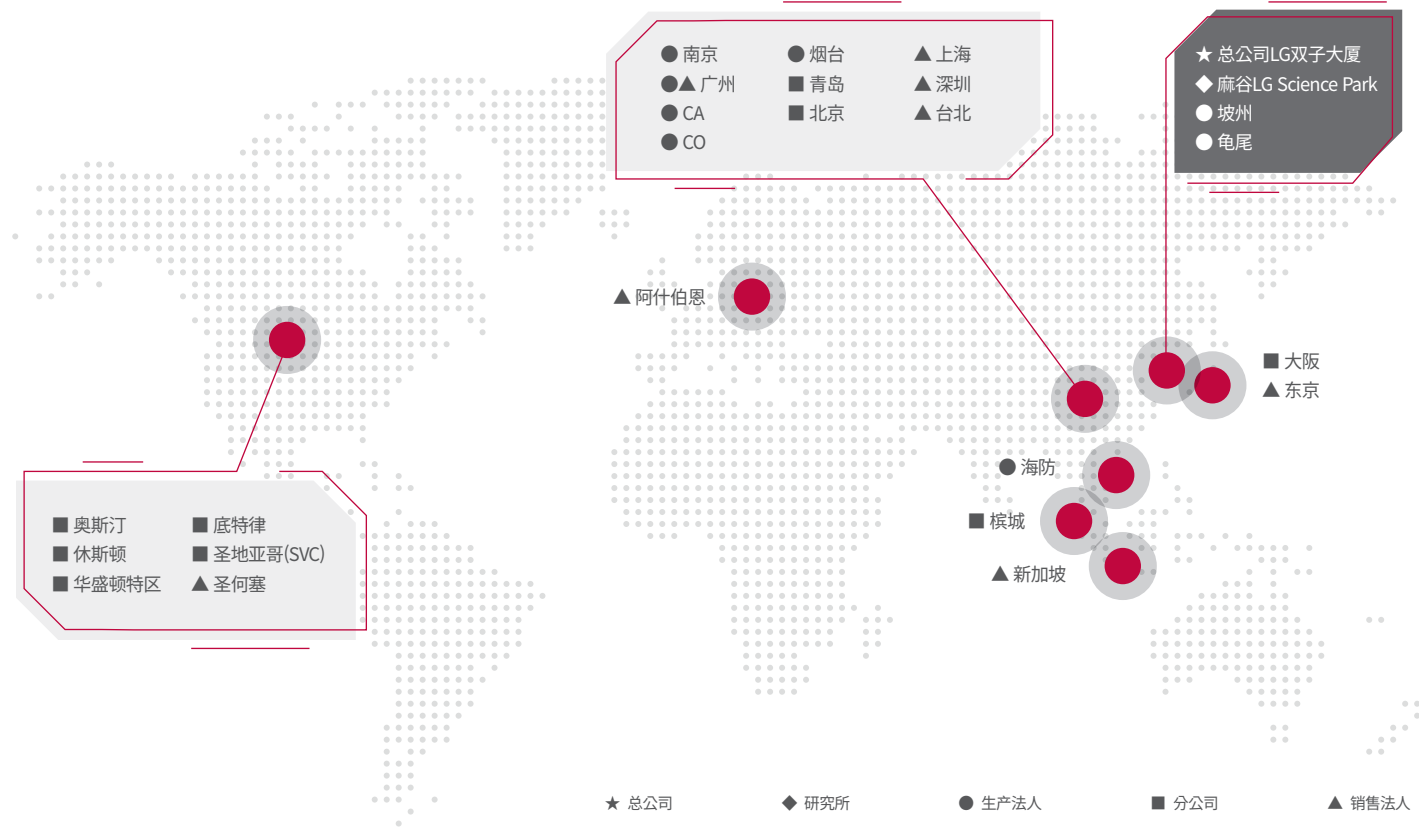 ● 南京 ● 烟台 ▲ 上海
●▲ 广州 ■ 青岛 ▲ 深圳
● CA ■ 北京 ▲ 台北
● CO
★ 总公司LG双子大厦
◆ 麻谷LG Science Park
● 坡州
● 龟尾
▲ 阿什伯恩
■ 大阪
▲ 东京
● 海防
■ 槟城
▲ 新加坡
■ 奥斯汀 ■ 底特律
■ 休斯顿 ■ 圣地亚哥(SVC)
■ 华盛顿特区 ▲ 圣何塞
★ 总公司 ◆ 研究所 ● 生产法人 ■ 分公司 ▲ 销售法人